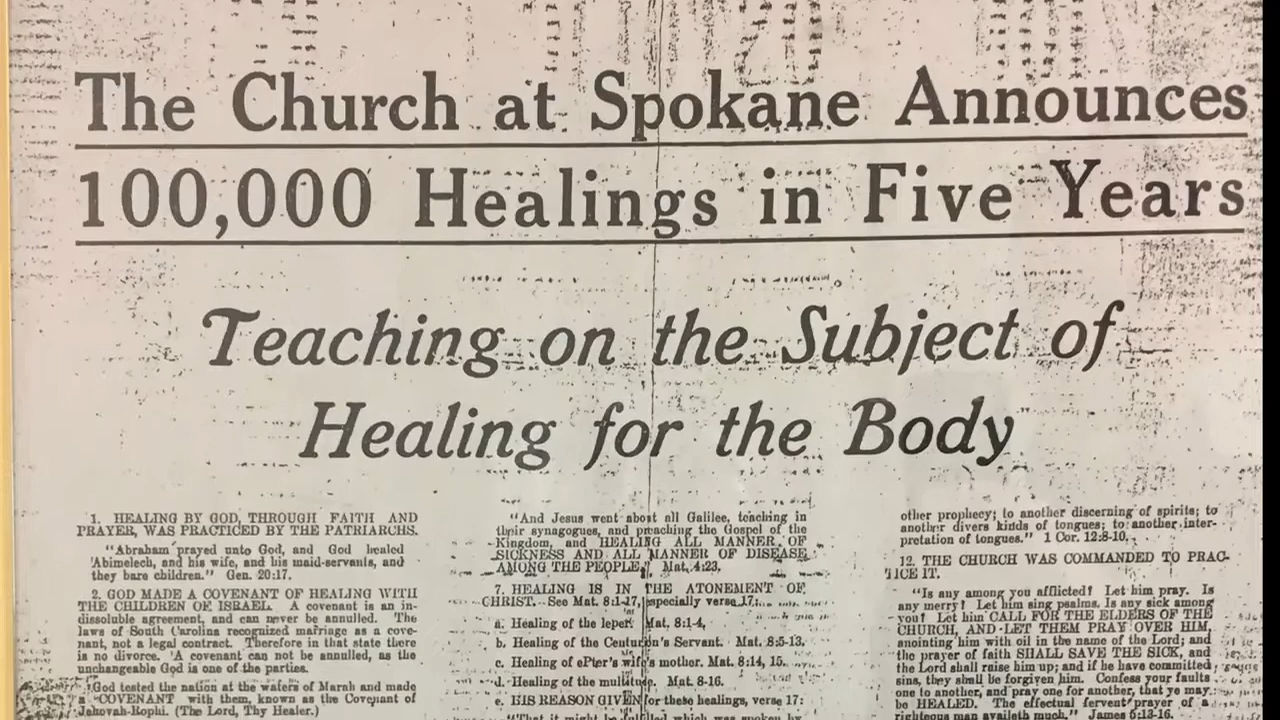 The Church at Spokane Announces
100,000 Healings in Five Years
Teaching on the Subject of
Healing for the Body
1. HEALING BY GOD, THROUGH FAITH AND
PRAYER, WAS PRACTICED BY THE PATRIARCHS.
"Abraham prayed unto God, and God healed
Abimelech, and his wife, and his maid-servants, and
they bare children." Gen. 20:17.
2. GOD MADE A COVENANT OF HEALING WITH
THE CHILDREN OF ISRAEL. A covenant is an in-
dissoluble agreement, and can never be annulled. The
laws of South Carolina recognized marriage as a cove-
nant, not a legal contract. Therefore in that state there
is no divorce. A covenant can not be annulled, as the
unchangeable God is one of the parties.
God tested the nation at the waters of Marah and made
a COVENANT with them, known as the Covenant of
Jehovah-Rophi. (The Lord, Thy Healer.)
"And Jesus went about all Galilee, teaching in
their synagogues, and preaching the Gospel of the
Kingdom, and HEALING ALL MANNER OF
SICKNESS AND ALL MANNER OF DISEASE
AMONG THE PEOPLE," Mat. 4:23,
7. HEALING IS IN THE ATONEMENT OF
CHRIST. See Mat. 8:1-17, especially verse 17:
a. Healing of the leper. Mat. 8:1-4,
b. Healing of the Centurion's Servant. Mat. 8:5-13.
c. Healing of ePter's wife's mother. Mat. 8:14, 15.
d. Healing of the multitude. Mat. 8-16.
e. HIS REASON GIVEN for these healings, verse 17:
"That it might be fulfilled which was spoken by
other prophecy; to another discerning of spirits; to
another divers kinds of tongues; to another inter-
pretation of tongues." 1 Cor. 12:8-10.
12. THE CHURCH WAS COMMANDED TO PRAC-
TICE IT.
"Is any among you afflicted? Let him pray. Is
any merry? Let him sing psalms. Is any sick among
you? Let him CALL FOR THE ELDERS OF THE
CHURCH, AND LET THEM PRAY OVER HIM,
anointing him with oil in the name of the Lord; and
the prayer of faith SHALL SAVE THE SICK, and
the Lord shall raise him up; and if he have committed
sins, they shall be forgiven him. Confess your faults
one to another, and pray one for another, that ye may
be HEALED. The effectual fervent prayer of a
righteous man availeth much." James 5:13-16.